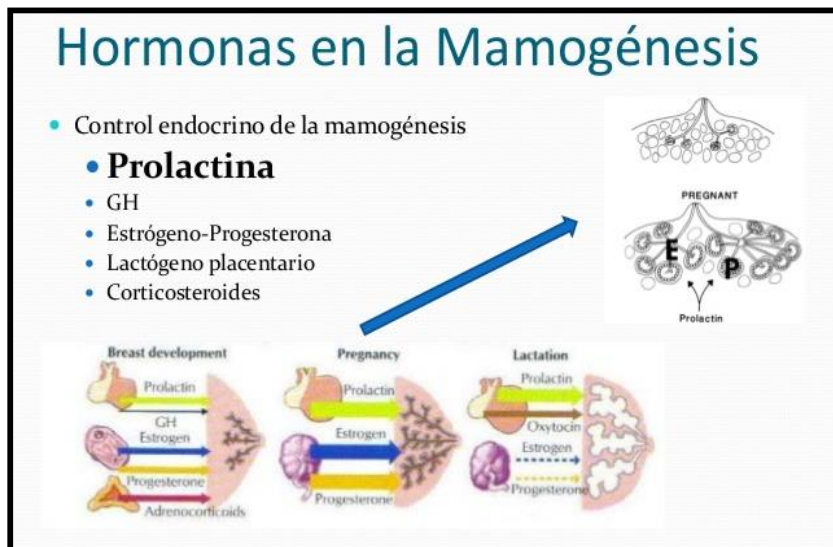 Hormonas en la Mamogénesis
Control endocrino de la mamogénesis
Prolactina
GH
Estrógeno-Progesterona
Lactógeno placentario
Corticosteroides
PREGNANT
E
P
Prolactin
Breast development
Prolactin
GH
Estrogen
Progesterone
Adrenocorticoids
Pregnancy
Prolactin
Estrogen
Progesterone
Lactation
Prolactin
Oxytocin
Estrogen
Progesterone